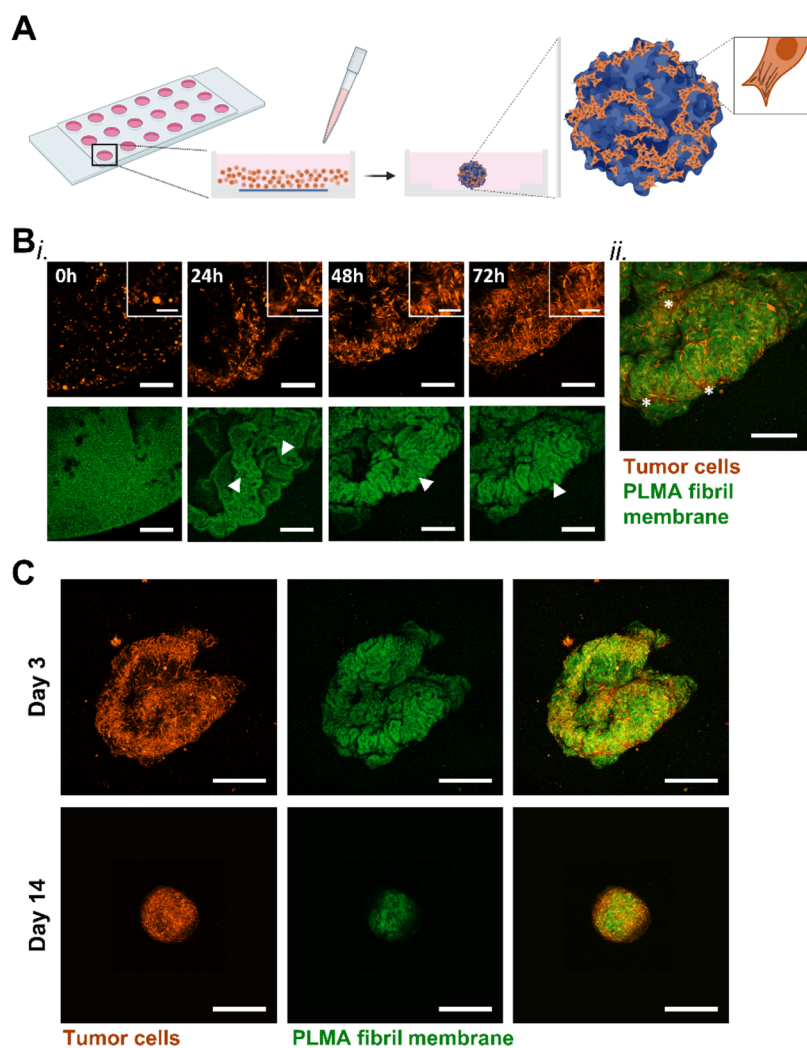 A
B
i.
0h
24h
48h
72h
ii.
*
*
*
Tumor cells
PLMA fibril
membrane
C
Day 3
Day 14
Tumor cells
PLMA fibril membrane